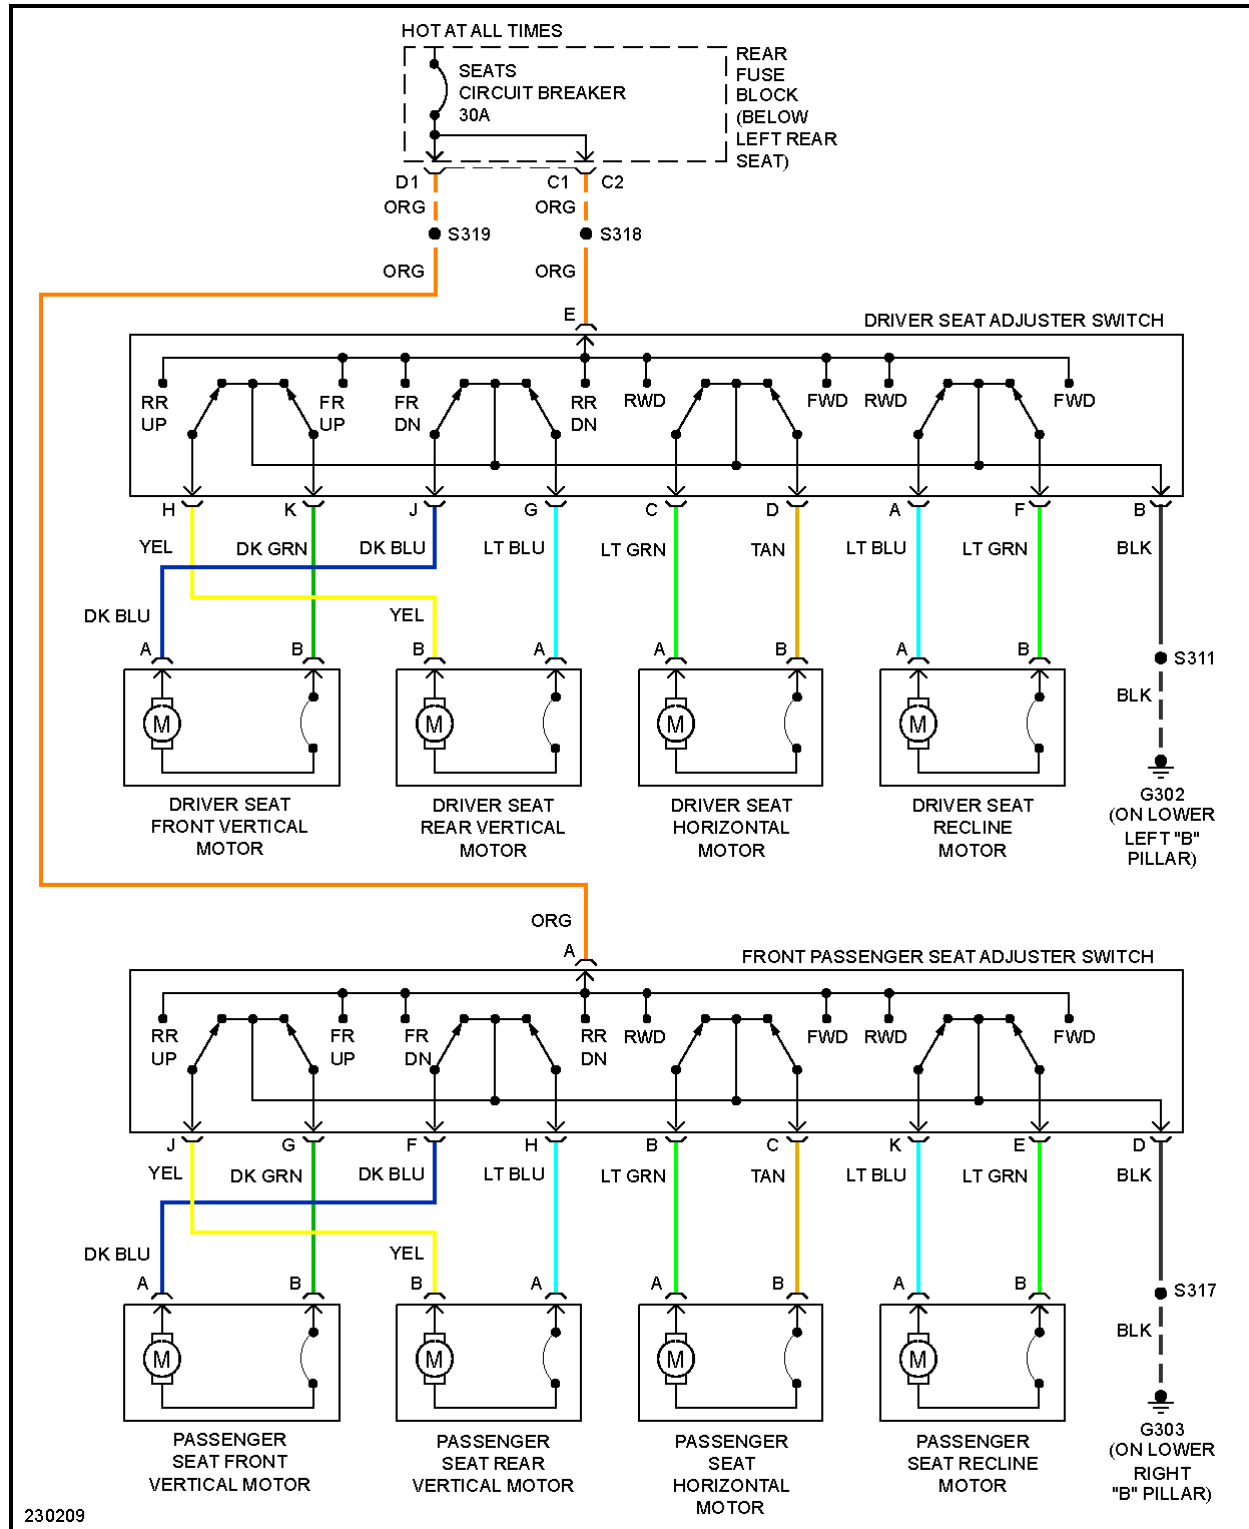 HOT AT ALL TIMES
SEATS
CIRCUIT BREAKER
30A
REAR
FUSE
BLOCK
(BELOW
LEFT REAR
SEAT)
D1 C1 C2
ORG ORG
S319 S318
ORG ORG
E
DRIVER SEAT ADJUSTER SWITCH
RR
UP
FR
UP
FR
DN
RR
DN
RWD
FWD
RWD
FWD
H K J G C D A F B
YEL DK GRN DK BLU LT BLU LT GRN TAN LT BLU LT GRN BLK
DK BLU YEL
A B B A A B A B
S311
BLK
M M M M
DRIVER SEAT
FRONT VERTICAL
MOTOR
DRIVER SEAT
REAR VERTICAL
MOTOR
DRIVER SEAT
HORIZONTAL
MOTOR
DRIVER SEAT
RECLINE
MOTOR
G302
(ON LOWER
LEFT "B"
PILLAR)
ORG
A
FRONT PASSENGER SEAT ADJUSTER SWITCH
RR
UP
FR
UP
FR
DN
RR
DN
RWD
FWD
RWD
FWD
J G F H B C K E D
YEL DK GRN DK BLU LT BLU LT GRN TAN LT BLU LT GRN BLK
DK BLU YEL
A B B A A B A B
S317
BLK
M M M M
PASSENGER
SEAT FRONT
VERTICAL MOTOR
PASSENGER
SEAT REAR
VERTICAL MOTOR
PASSENGER
SEAT
HORIZONTAL
MOTOR
PASSENGER
SEAT RECLINE
MOTOR
G303
(ON LOWER
RIGHT
"B" PILLAR)
230209